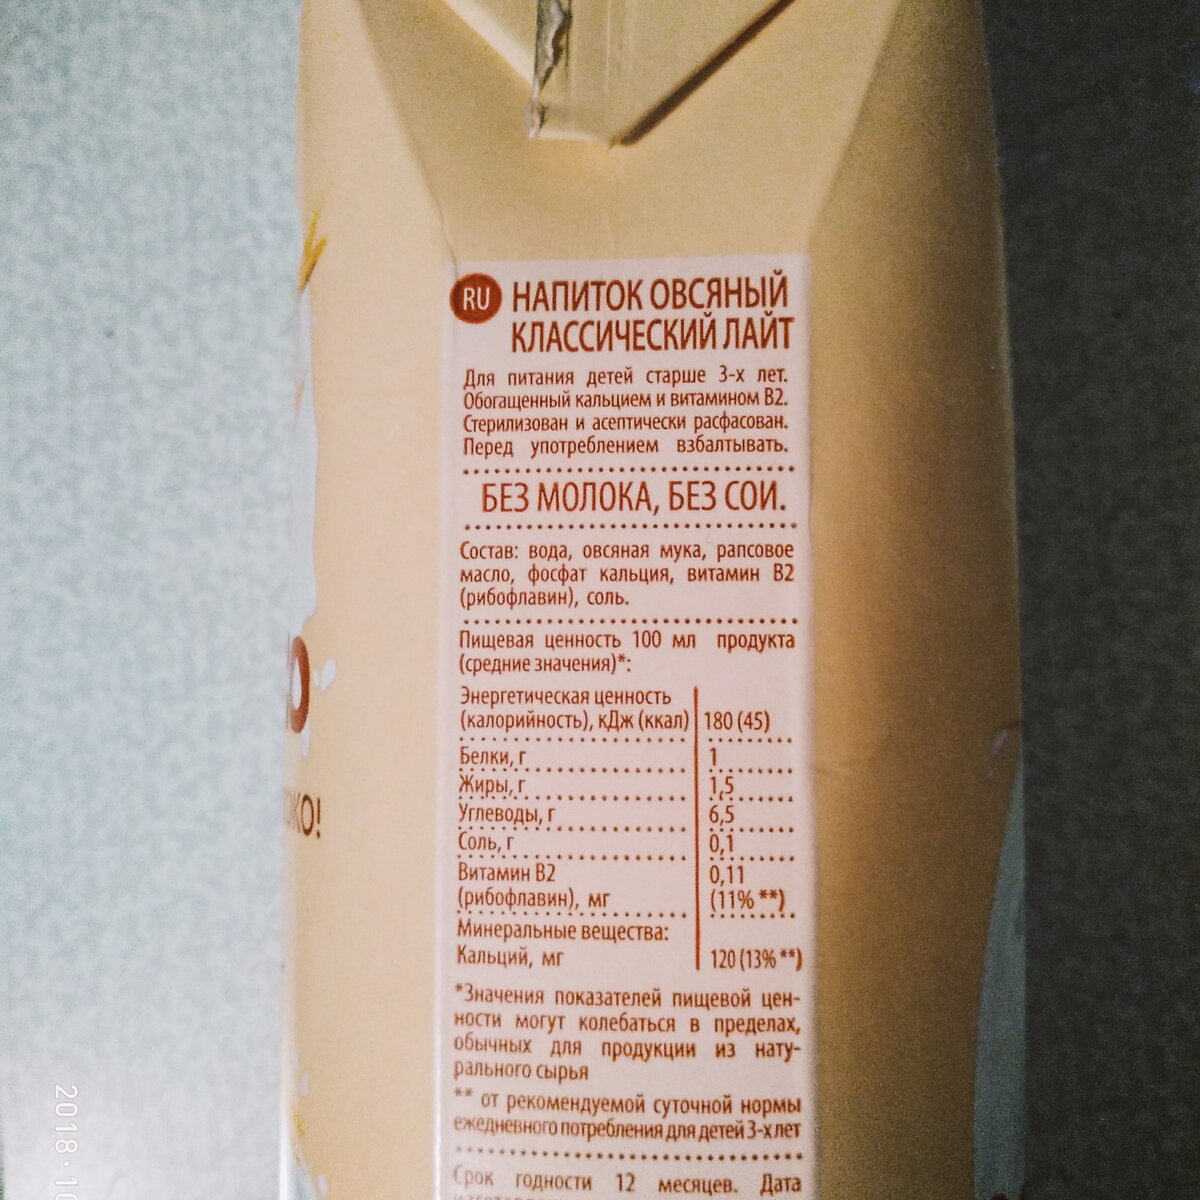 RU НАПИТОК ОВСЯНЫЙ
КЛАССИЧЕСКИЙ ЛАЙТ
Для питания детей старше 3-х лет.
Обогащенный кальцием и витамином В2.
Стерилизован и асептически расфасован.
Перед употреблением взбалтывать.
БЕЗ МОЛОКА, БЕЗ СОИ.
Состав: вода, овсяная мука, рапсовое
масло, фосфат кальция, витамин В2
(рибофлавин), соль.
Пищевая ценность 100 мл продукта
(средние значения)*:
Энергетическая ценность
(калорийность), кДж (ккал) 180 (45)
Белки, г 1
Жиры, г 1,5
Углеводы, г 6,5
Соль, г 0,1
Витамин В2 0,11
(рибофлавин), мг (11% **)
Минеральные вещества:
Кальций, мг 120 (13% **)
*Значения показателей пищевой цен-
ности могут колебаться в пределах,
обычных для продукции из нату-
рального сырья
** от рекомендуемой суточной нормы
ежедневного потребления для детей 3-х лет
Срок годности 12 месяцев. Дата
ОКО!
2018·10